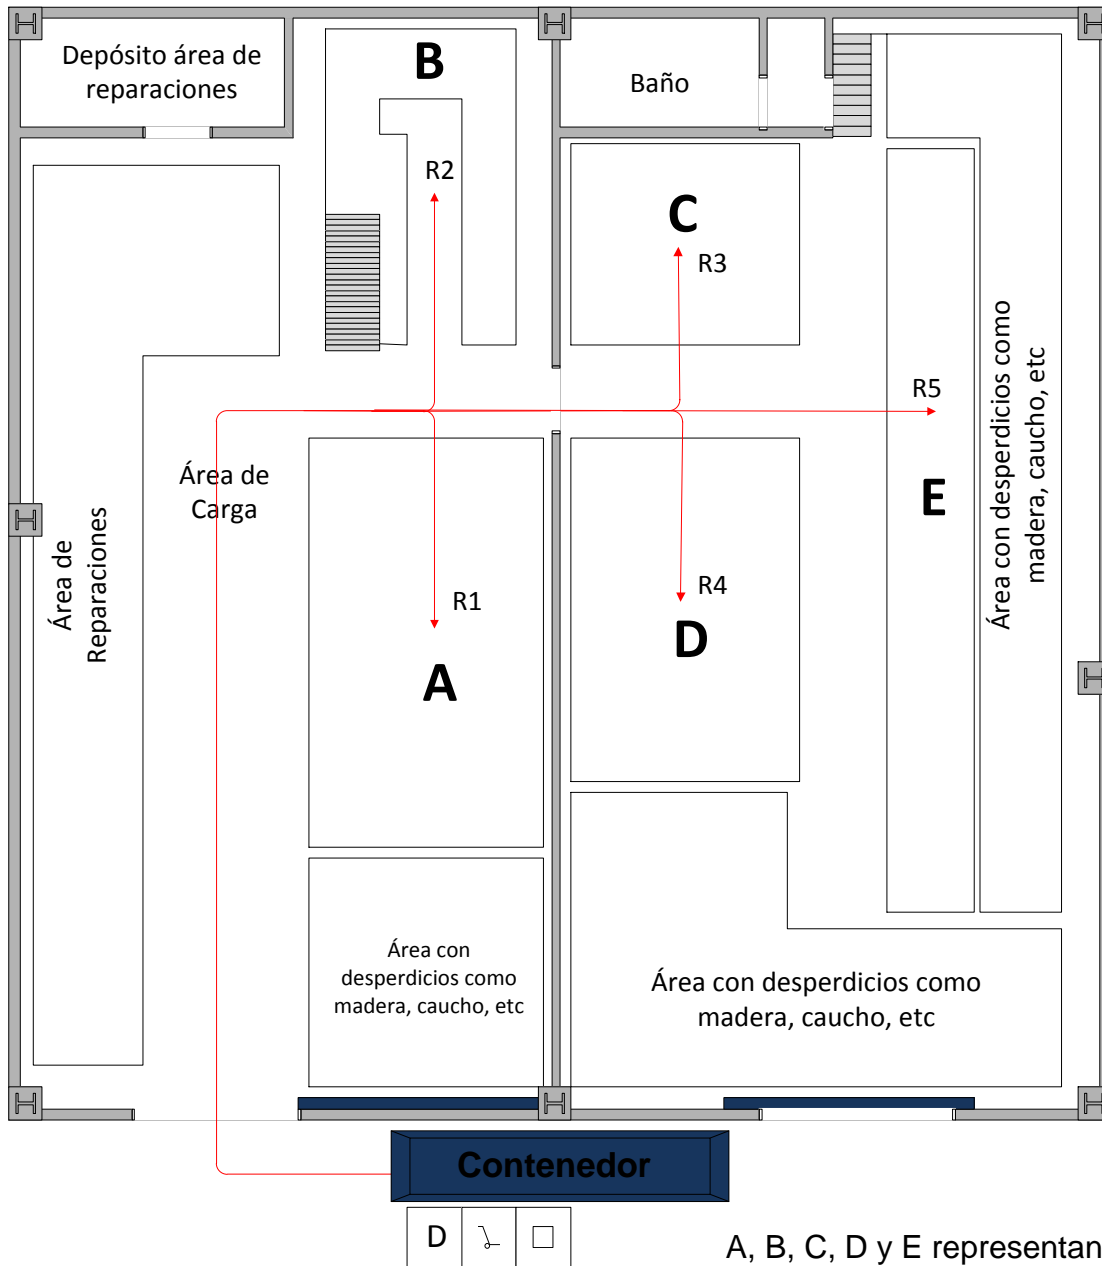 Depósito área de
reparaciones
B
Baño
R2
C
R3
R5
Área de
Carga
E
Área con desperdicios como
madera, caucho, etc
Área de
Reparaciones
R1
R4
A
D
Área con
desperdicios como
madera, caucho, etc
Área con desperdicios como
madera, caucho, etc
Contenedor
D
A, B, C, D y E representan